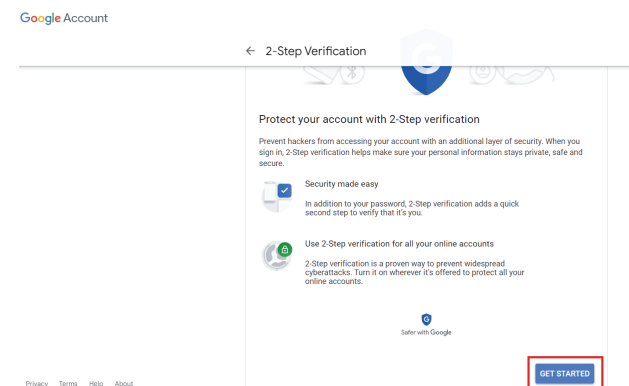 Google Account
← 2-Step Verification
Protect your account with 2-Step verification
Prevent hackers from accessing your account with an additional layer of security. When you
sign in, 2-Step verification helps make sure your personal information stays private, safe and
secure.
Security made easy
In addition to your password, 2-Step verification adds a quick
second step to verify that it's you.
Use 2-Step verification for all your online accounts
2-Step verification is a proven way to prevent widespread
cyberattacks. Turn it on wherever it's offered to protect all your
online accounts.
G
Safer with Google
GET STARTED
Privacy Terms Help About